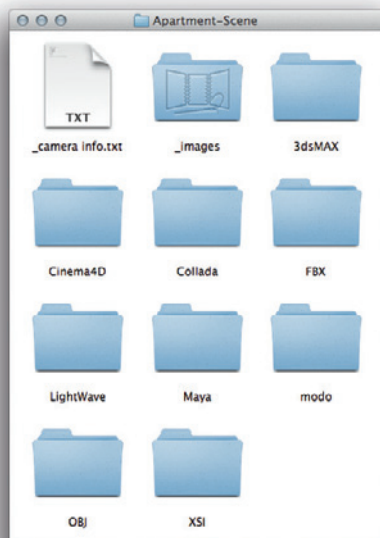 Apartment-Scene
TXT
_camera info.txt
_images
3dsMAX
Cinema4D
Collada
FBX
LightWave
Maya
modo
OBJ
XSI